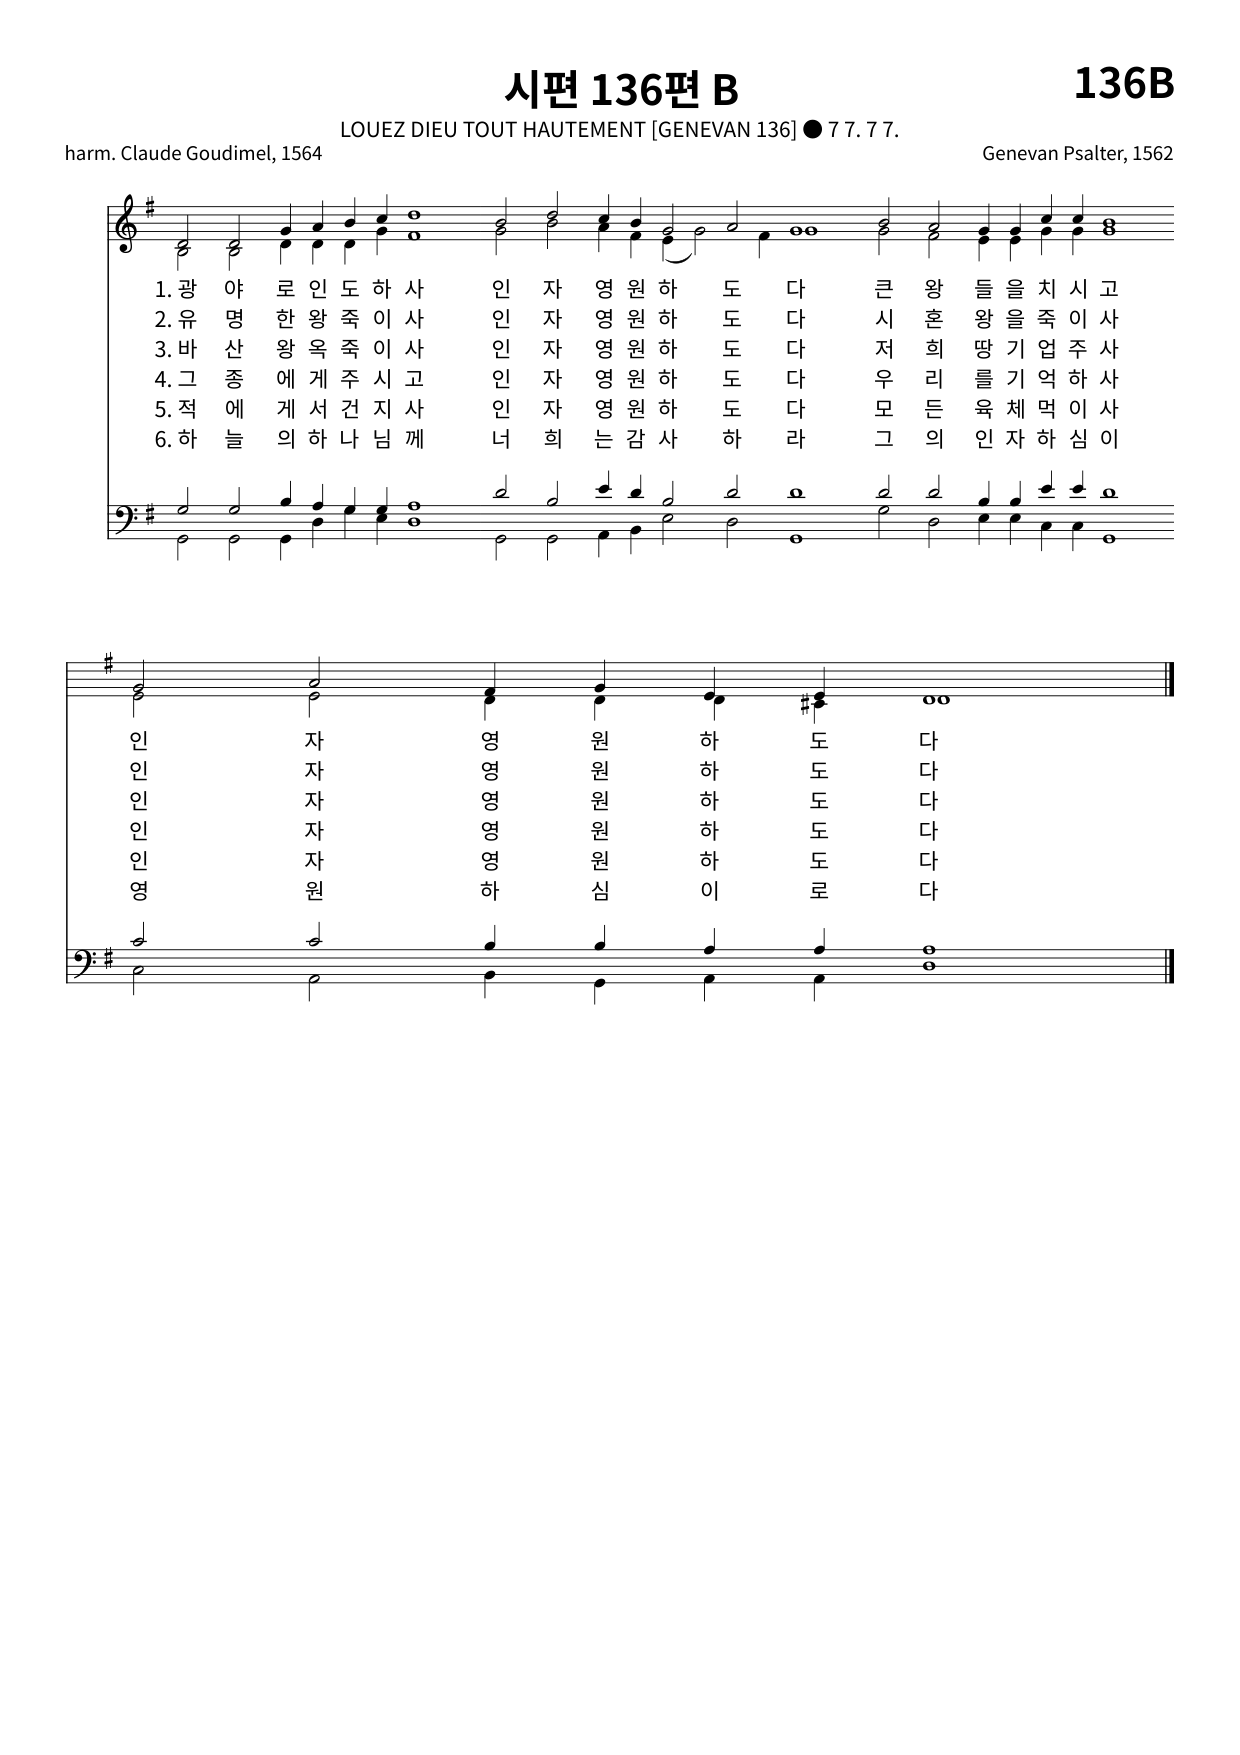 시편 136편 B
136B
LOUEZ DIEU TOUT HAUTEMENT [GENEVAN 136] ● 7 7. 7 7.
harm. Claude Goudimel, 1564
Genevan Psalter, 1562
1. 광 야 로 인 도 하 사 인 자 영 원 하 도 다 큰 왕 들 을 치 시 고
2. 유 명 한 왕 죽 이 사 인 자 영 원 하 도 다 시 혼 왕 을 죽 이 사
3. 바 산 왕 옥 죽 이 사 인 자 영 원 하 도 다 저 희 땅 기 업 주 사
4. 그 종 에 게 주 시 고 인 자 영 원 하 도 다 우 리 를 기 억 하 사
5. 적 에 게 서 건 지 사 인 자 영 원 하 도 다 모 든 육 체 먹 이 사
6. 하 늘 의 하 나 님 께 너 희 는 감 사 하 라 그 의 인 자 하 심 이
인 자 영 원 하 도 다
인 자 영 원 하 도 다
인 자 영 원 하 도 다
인 자 영 원 하 도 다
인 자 영 원 하 도 다
영 원 하 심 이 로 다